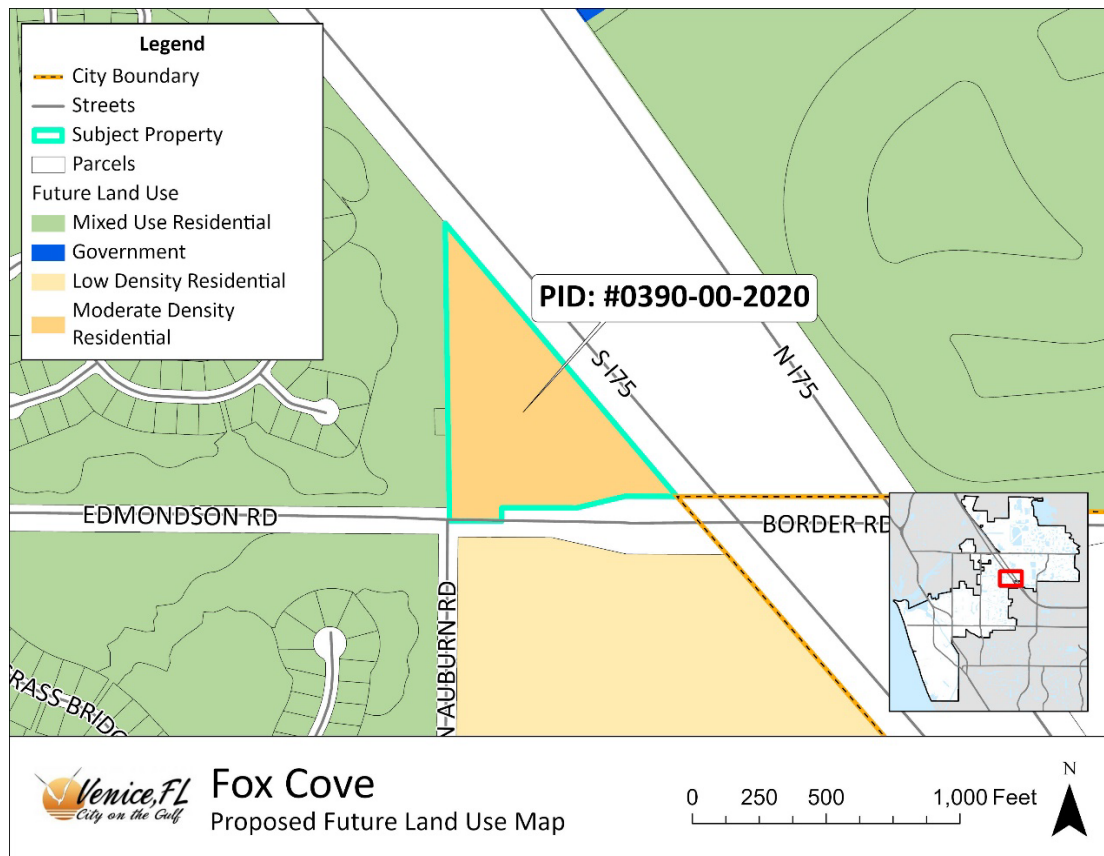 Legend
City Boundary
Streets
Subject Property
Parcels
Future Land Use
Mixed Use Residential
Government
Low Density Residential
Moderate Density
Residential
PID: #0390-00-2020
S I75
N I75
EDMONDSON RD
BORDER RD
N AUBURN RD
Venice, FL
City on the Gulf
Fox Cove
Proposed Future Land Use Map
0 250 500 1,000 Feet
N